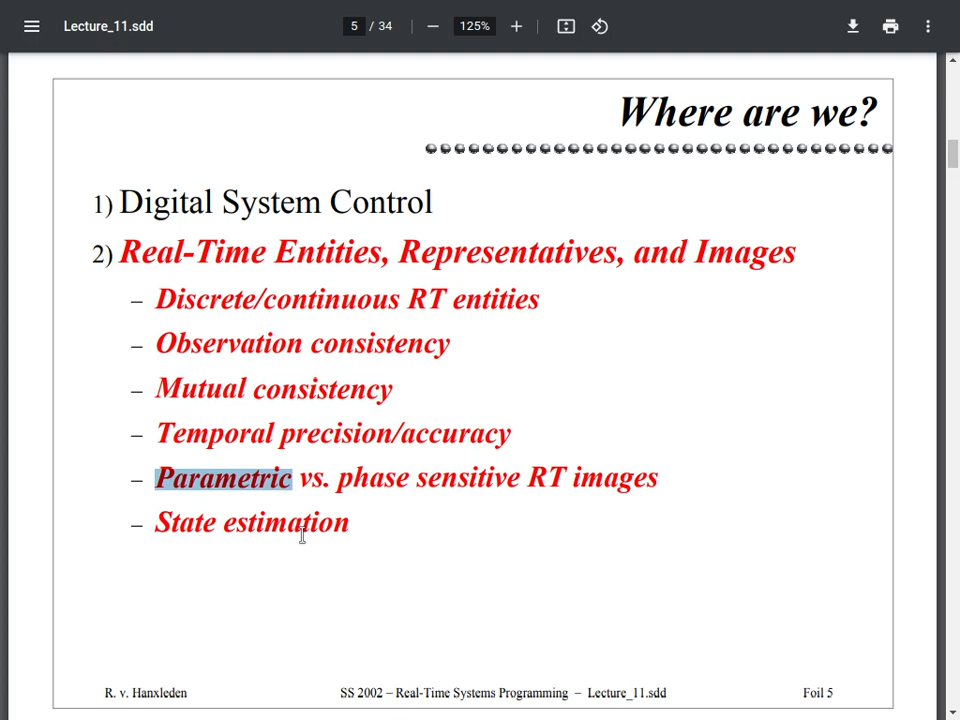 Lecture_11.sdd
5 / 34
125%
Where are we?
1) Digital System Control
2) Real-Time Entities, Representatives, and Images
– Discrete/continuous RT entities
– Observation consistency
– Mutual consistency
– Temporal precision/accuracy
– Parametric vs. phase sensitive RT images
– State estimation
R. v. Hanxleden
SS 2002 – Real-Time Systems Programming – Lecture_11.sdd
Foil 5